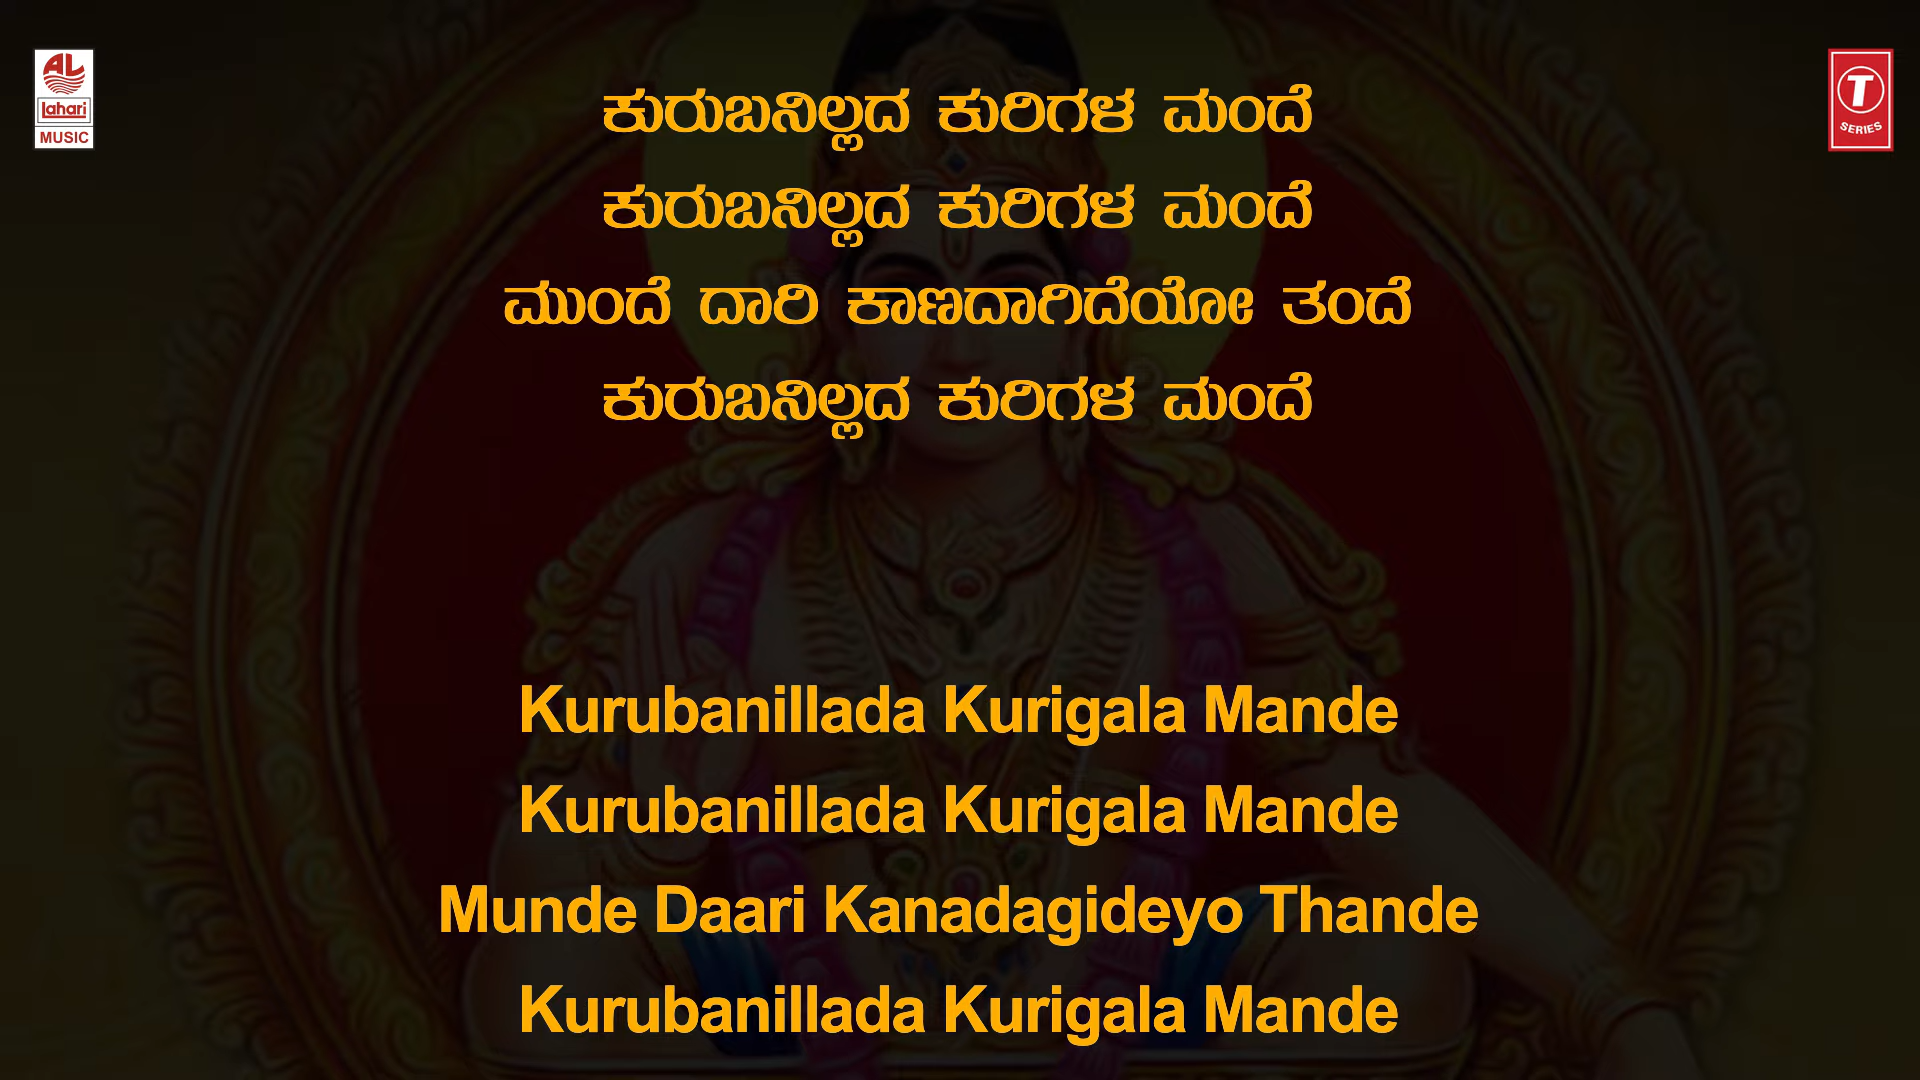 AL
lahari
MUSIC
T
SERIES
ಕುರುಬನಿಲ್ಲದ ಕುರಿಗಳ ಮಂದೆ
ಕುರುಬನಿಲ್ಲದ ಕುರಿಗಳ ಮಂದೆ
ಮುಂದೆ ದಾರಿ ಕಾಣದಾಗಿದೆಯೋ ತಂದೆ
ಕುರುಬನಿಲ್ಲದ ಕುರಿಗಳ ಮಂದೆ
Kurubanillada Kurigala Mande
Kurubanillada Kurigala Mande
Munde Daari Kanadagideyo Thande
Kurubanillada Kurigala Mande